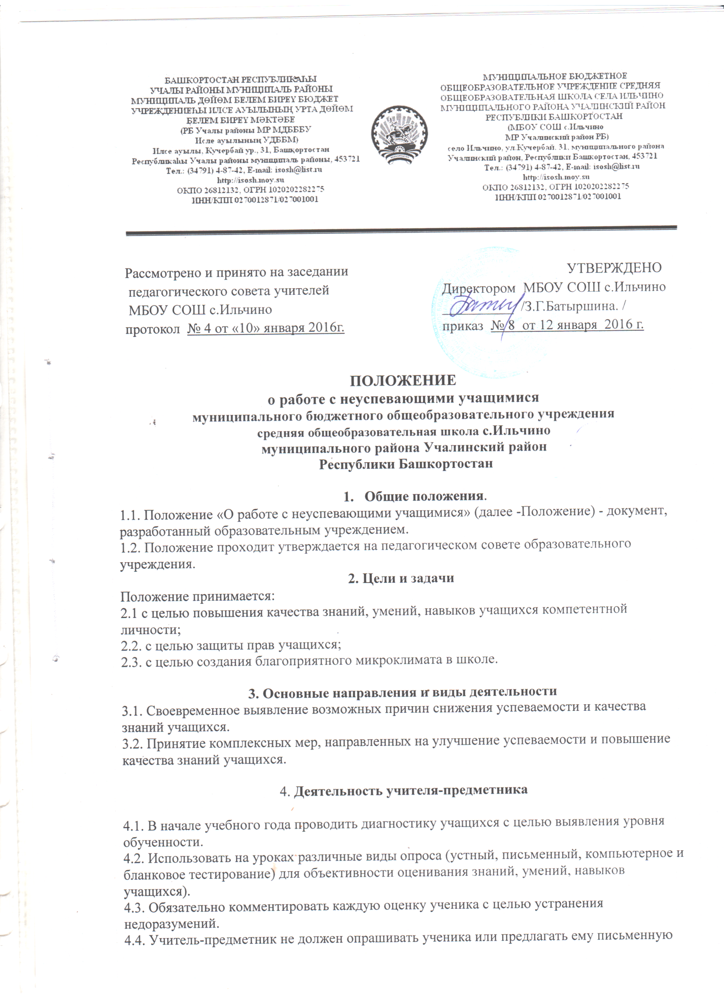 БАШКОРТОСТАН РЕСПУБЛИКАҺЫ
УЧАЛЫ РАЙОНЫ МУНИЦИПАЛЬ РАЙОНЫ
МУНИЦИПАЛЬ ДӨЙӨМ БЕЛЕМ БИРЕҮ БЮДЖЕТ
УЧРЕЖДЕНИЕҺЫ ИЛСЕ АУЫЛЫНЫҢ УРТА ДӨЙӨМ
БЕЛЕМ БИРЕҮ МӘКТӘБЕ
(РБ Учалы районы МР МДБББУ
Исле ауылының УДББМ)
Илсе ауылы, Кучербай ур., 31, Башҡортостан
Республикаһы Учалы районы муниципаль районы, 453721
Тел.: (34791) 4-87-42, E-mail: isosh@list.ru
http://isosh.moy.su
ОКПО 26812132, ОГРН 1020202282275
ИНН/КПП 0270012871/027001001
МУНИЦИПАЛЬНОЕ БЮДЖЕТНОЕ
ОБЩЕОБРАЗОВАТЕЛЬНОЕ УЧРЕЖДЕНИЕ СРЕДНЯЯ
ОБЩЕОБРАЗОВАТЕЛЬНАЯ ШКОЛА СЕЛА ИЛЬЧИНО
МУНИЦИПАЛЬНОГО РАЙОНА УЧАЛИНСКИЙ РАЙОН
РЕСПУБЛИКИ БАШКОРТОСТАН
(МБОУ СОШ с.Ильчино
МР Учалинский район РБ)
село Ильчино, ул.Кучербай, 31, муниципального района
Учалинский район, Республики Башкортостан, 453721
Тел.: (34791) 4-87-42, E-mail: isosh@list.ru
http://isosh.moy.su
ОКПО 26812132, ОГРН 1020202282275
ИНН/КПП 0270012871/027001001
Рассмотрено и принято на заседании
педагогического совета учителей
МБОУ СОШ с.Ильчино
протокол № 4 от «10» января 2016г.
УТВЕРЖДЕНО
Директором МБОУ СОШ с.Ильчино
/З.Г.Батыршина. /
приказ № 8 от 12 января 2016 г.
ПОЛОЖЕНИЕ
о работе с неуспевающими учащимися
муниципального бюджетного общеобразовательного учреждения
средняя общеобразовательная школа с.Ильчино
муниципального района Учалинский район
Республики Башкортостан
1. Общие положения.
1.1. Положение «О работе с неуспевающими учащимися» (далее -Положение) - документ,
разработанный образовательным учреждением.
1.2. Положение проходит утверждается на педагогическом совете образовательного
учреждения.
2. Цели и задачи
Положение принимается:
2.1 с целью повышения качества знаний, умений, навыков учащихся компетентной
личности;
2.2. с целью защиты прав учащихся;
2.3. с целью создания благоприятного микроклимата в школе.
3. Основные направления и виды деятельности
3.1. Своевременное выявление возможных причин снижения успеваемости и качества
знаний учащихся.
3.2. Принятие комплексных мер, направленных на улучшение успеваемости и повышение
качества знаний учащихся.
4. Деятельность учителя-предметника
4.1. В начале учебного года проводить диагностику учащихся с целью выявления уровня
обученности.
4.2. Использовать на уроках различные виды опроса (устный, письменный, компьютерное и
бланковое тестирование) для объективности оценивания знаний, умений, навыков
учащихся).
4.3. Обязательно комментировать каждую оценку ученика с целью устранения
недоразумений.
4.4. Учитель-предметник не должен опрашивать ученика или предлагать ему письменную